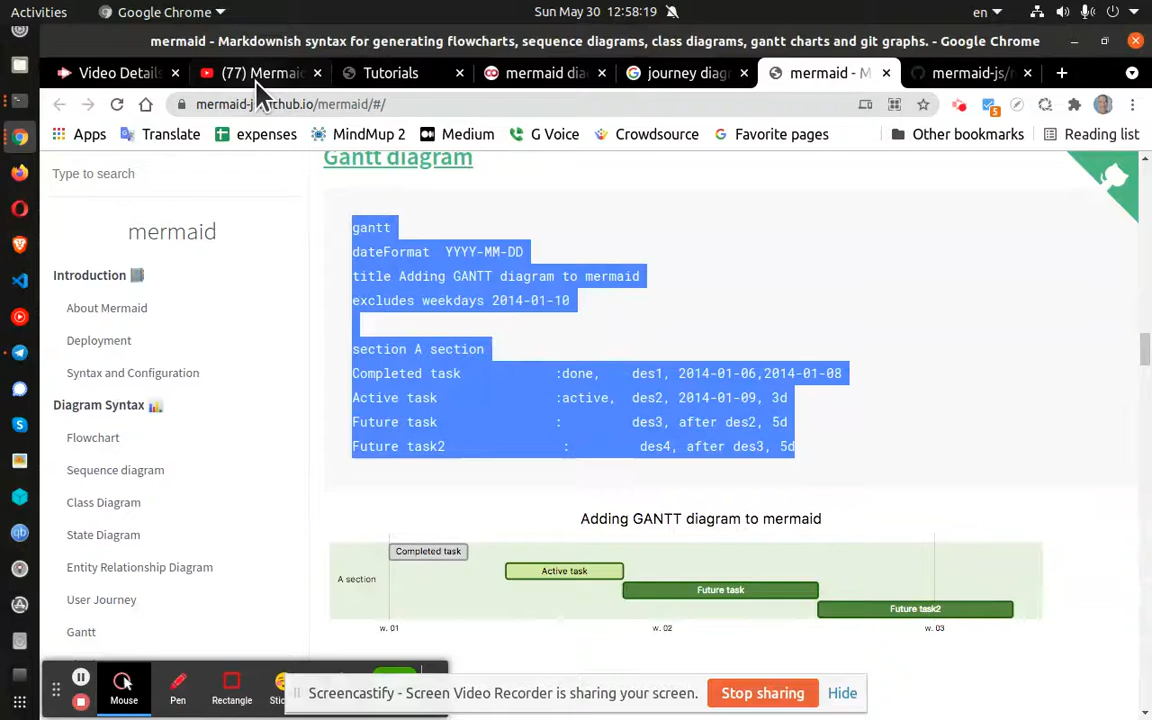 Activities
Google Chrome
Sun May 30 12:58:19
en
mermaid - Markdownish syntax for generating flowcharts, sequence diagrams, class diagrams, gantt charts and git graphs. - Google Chrome
Video Details
(77) Mermaid
Tutorials
mermaid dia
journey diag
mermaid - M
mermaid-js/
mermaid-j ithub.io/mermaid/#/
Apps
Translate
expenses
MindMup 2
Medium
G Voice
Crowdsource
Favorite pages
Other bookmarks
Reading list
5
Type to search
mermaid
Introduction
About Mermaid
Deployment
Syntax and Configuration
Diagram Syntax
Flowchart
Sequence diagram
Class Diagram
State Diagram
Entity Relationship Diagram
User Journey
Gantt
Gantt diagram
gantt
dateFormat YYYY-MM-DD
title Adding GANTT diagram to mermaid
excludes weekdays 2014-01-10
section A section
Completed task :done, des1, 2014-01-06,2014-01-08
Active task :active, des2, 2014-01-09, 3d
Future task : des3, after des2, 5d
Future task2 : des4, after des3, 5d
Adding GANTT diagram to mermaid
A section
Completed task
Active task
Future task
Future task2
w. 01
w. 02
w. 03
Mouse
Pen
Rectangle
Screencastify - Screen Video Recorder is sharing your screen.
Stop sharing
Hide
qb